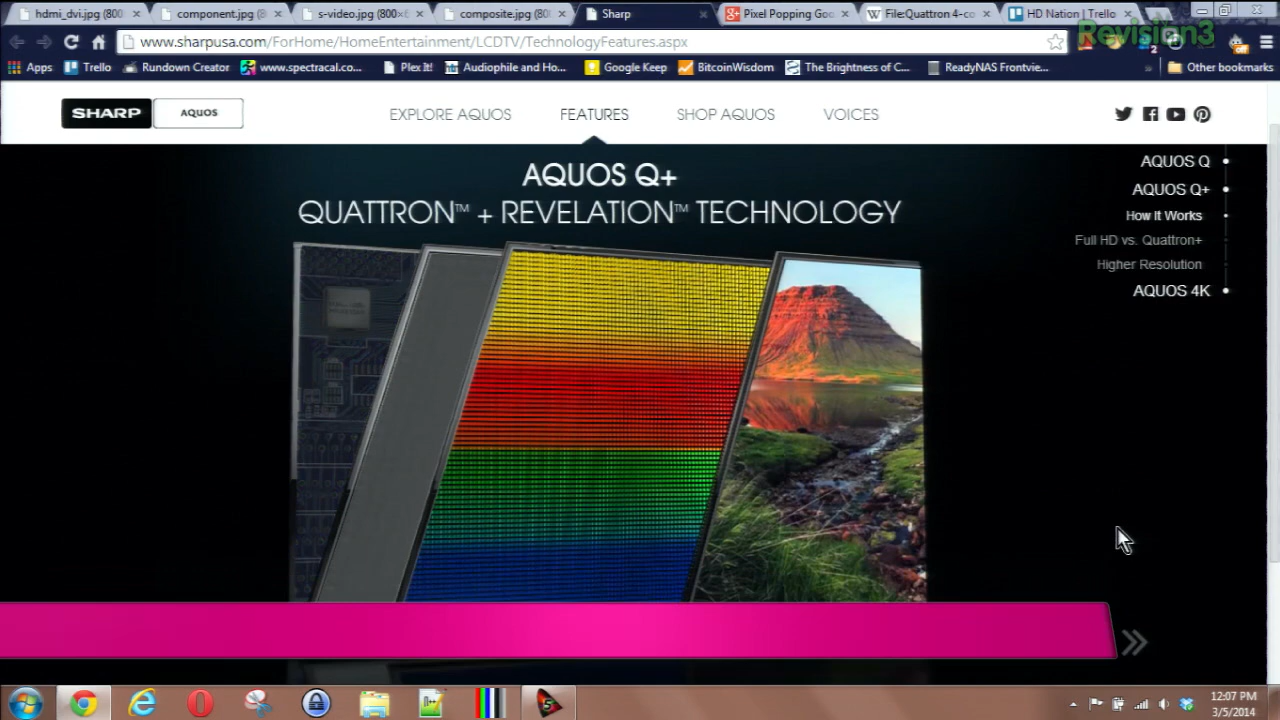 hdmi_dvi.jpg (800
component.jpg (8
s-video.jpg (800×6
composite.jpg (80
Sharp
Pixel Popping Goo
File:Quattron 4-co
HD Nation | Trello
Revision3
www.sharpusa.com/ForHome/HomeEntertainment/LCDTV/TechnologyFeatures.aspx
2
Apps
Trello
Rundown Creator
www.spectracal.co...
Plex It!
Audiophile and Ho...
Google Keep
BitcoinWisdom
The Brightness of C...
ReadyNAS Frontvie...
Other bookmarks
SHARP
AQUOS
EXPLORE AQUOS
FEATURES
SHOP AQUOS
VOICES
AQUOS Q+
QUATTRON™ + REVELATION™ TECHNOLOGY
AQUOS Q
AQUOS Q+
How It Works
Full HD vs. Quattron+
Higher Resolution
AQUOS 4K
12:07 PM
3/5/2014